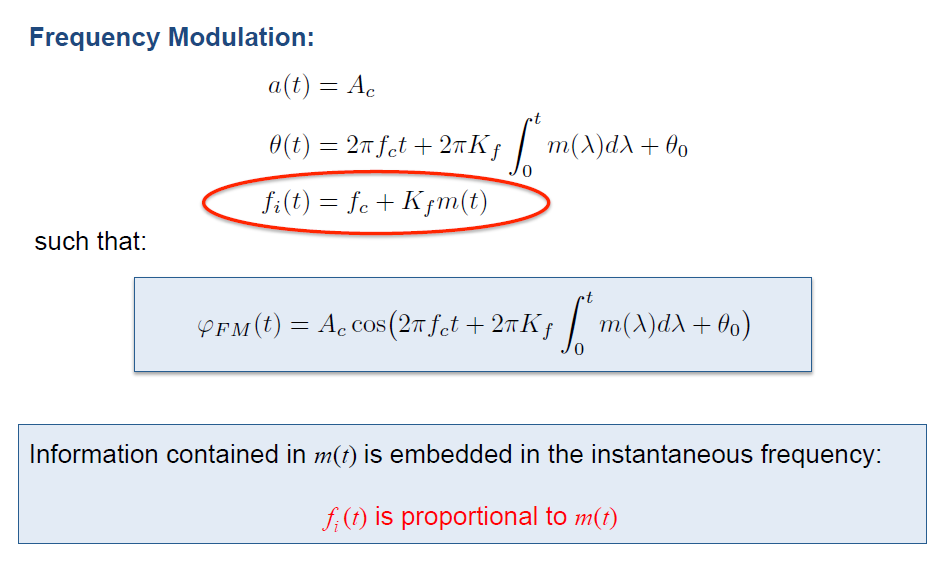 Frequency Modulation:
a(t) = A_c
θ(t) = 2πf_ct + 2πK_f ∫_0^t m(λ)dλ + θ_0
f_i(t) = f_c + K_fm(t)
such that:
φ_FM(t) = A_c cos(2πf_ct + 2πK_f ∫_0^t m(λ)dλ + θ_0)
Information contained in m(t) is embedded in the instantaneous frequency:
f_i(t) is proportional to m(t)